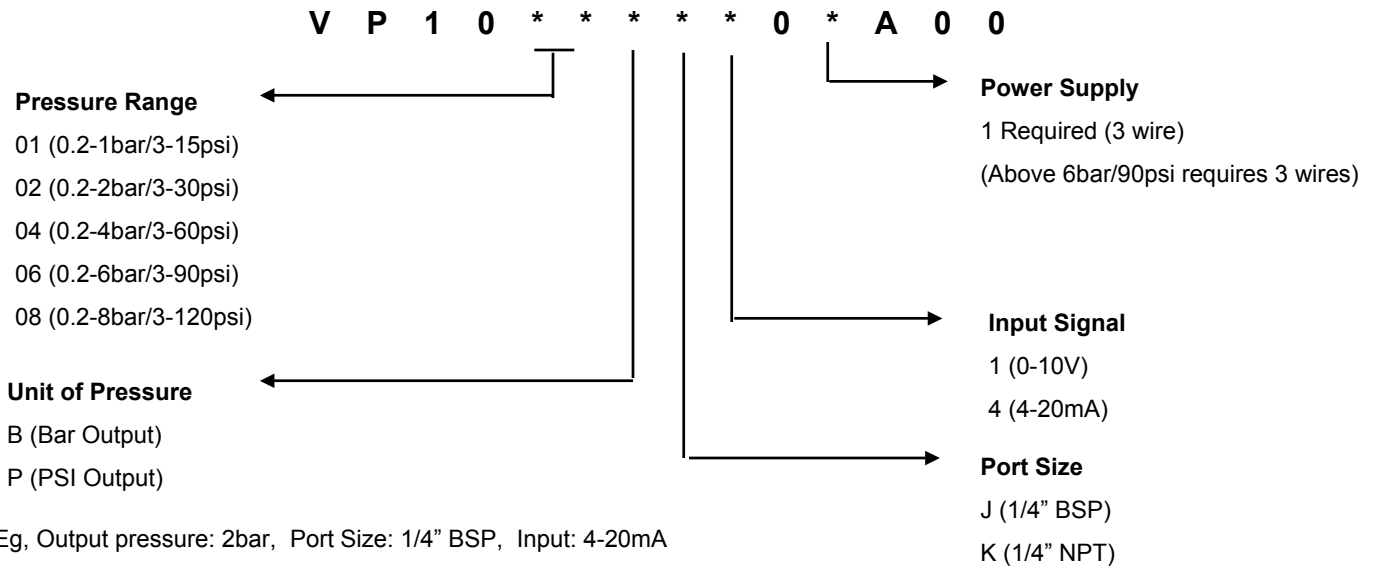 V P 1 0 * * * * * 0 * A 0 0
Pressure Range
01 (0.2-1bar/3-15psi)
02 (0.2-2bar/3-30psi)
04 (0.2-4bar/3-60psi)
06 (0.2-6bar/3-90psi)
08 (0.2-8bar/3-120psi)
Unit of Pressure
B (Bar Output)
P (PSI Output)
Eg, Output pressure: 2bar, Port Size: 1/4” BSP, Input: 4-20mA
Power Supply
1 Required (3 wire)
(Above 6bar/90psi requires 3 wires)
Input Signal
1 (0-10V)
4 (4-20mA)
Port Size
J (1/4” BSP)
K (1/4” NPT)